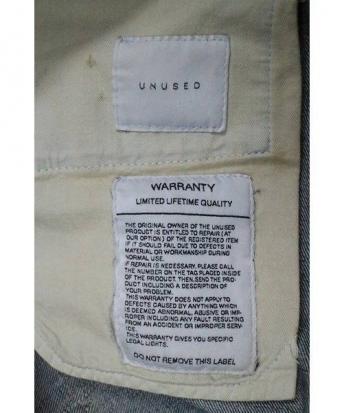 UNUSED
WARRANTY
LIMITED LIFETIME QUALITY
THE ORIGINAL OWNER OF THE UNUSED
PRODUCT IS ENTITLED TO REPAIR (AT
OUR OPTION) OF THE REGISTERED ITEM
IF IT SHOULD FAIL DUE TO DEFECTS IN
MATERIAL OR WORKMANSHIP DURING
NORMAL USE.
IF REPAIR IS NECESSARY, PLEASE CALL
THE NUMBER ON THE TAG PLAGED INSIDE
OF THE PRODUCT. THEN, SEND THE PRO-
DUCT INCLUDING A DESCRIPTION OF
YOUR PROBLEM.
THIS WARRANTY DOES NOT APPLY TO
DEFECTS CAUSED BY ANYTHING WHICH
IS DEEMED ABNORMAL, ABUSIVE OR IM-
PROPER INCLUDING ANY FAULT RESULTING
FROM AN ACCIDENT OR IMPROPER SERV-
ICE.
THIS WARRANTY GIVES YOU SPECIFIC
LEGAL LIGHTS.
DO NOT REMOVE THIS LABEL